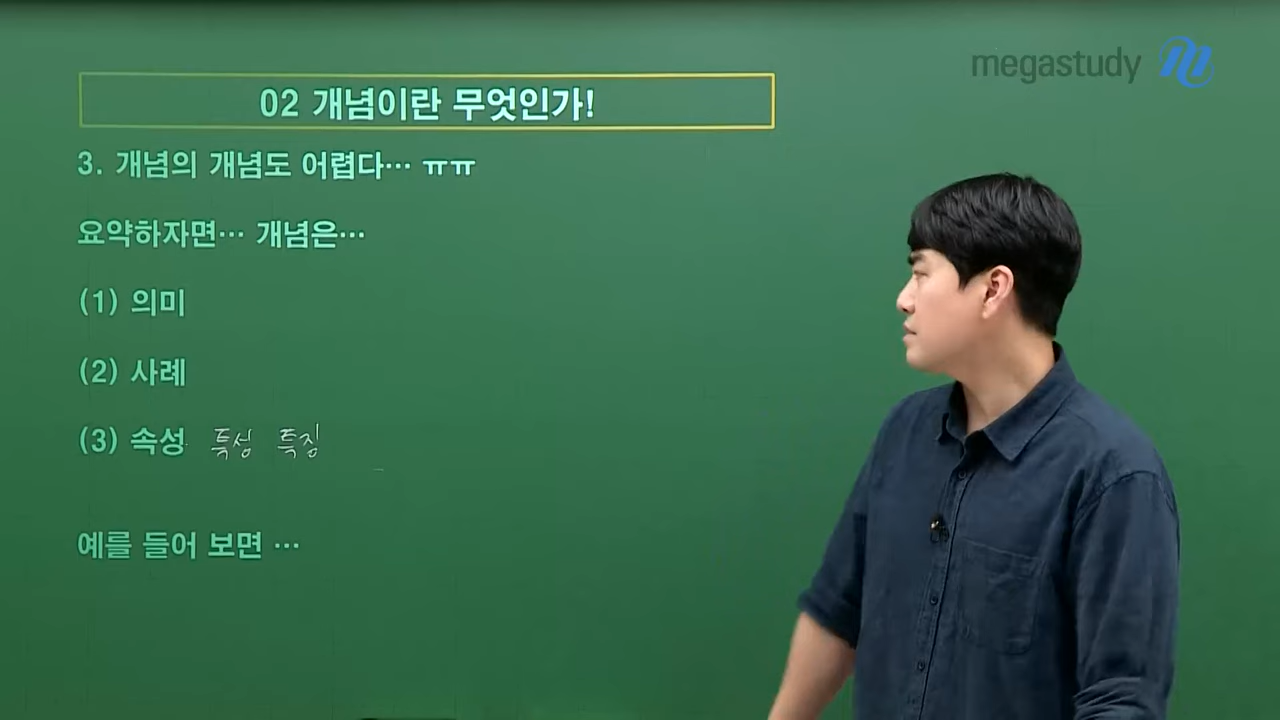 megastudy
02 개념이란 무엇인가!
3. 개념의 개념도 어렵다… ㅠㅠ
요약하자면… 개념은…
(1) 의미
(2) 사례
(3) 속성 특성 특징
예를 들어 보면 …